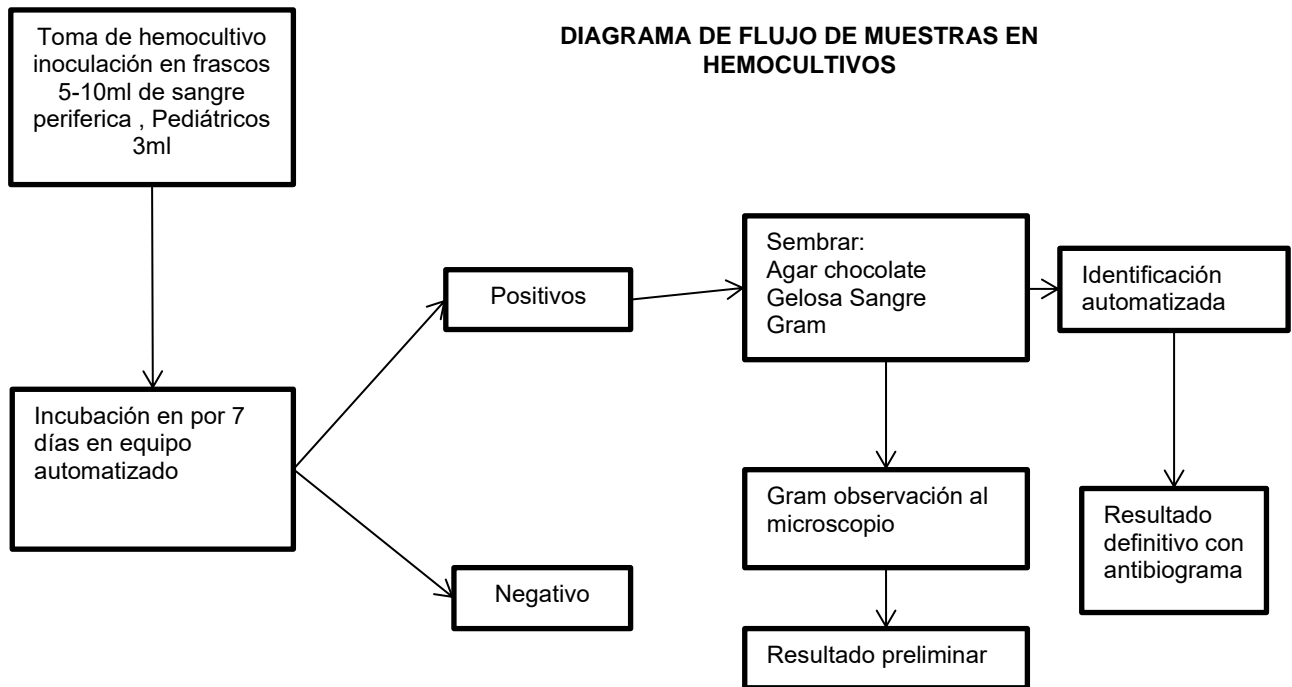 DIAGRAMA DE FLUJO DE MUESTRAS EN
HEMOCULTIVOS
Toma de hemocultivo
inoculación en frascos
5-10ml de sangre
periferica , Pediátricos
3ml
Incubación en por 7
días en equipo
automatizado
Positivos
Negativo
Sembrar:
Agar chocolate
Gelosa Sangre
Gram
Identificación
automatizada
Gram observación al
microscopio
Resultado
definitivo con
antibiograma
Resultado preliminar